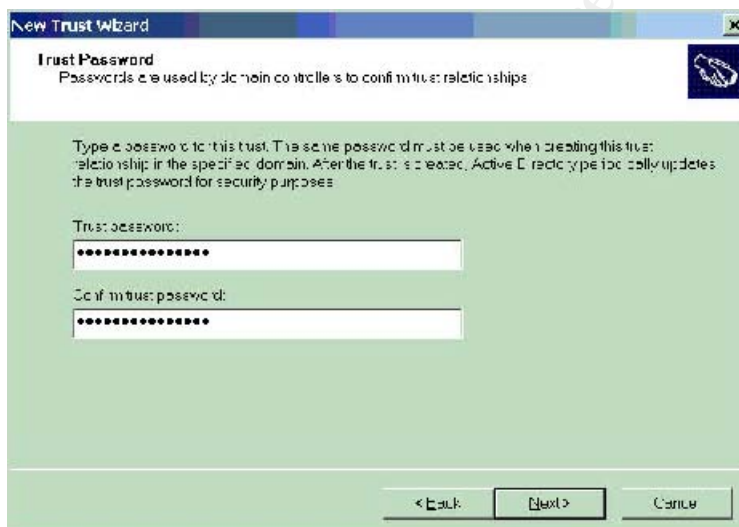 New Trust Wizard
Trust Password
Passwords are used by domain controllers to confirm trust relationships
Type a password for this trust. The same password must be used when creating this trust
relationship in the specified domain. After the trust is created, Active Directory periodically updates
the trust password for security purposes
Trust password:
•••••••••••••••
Confirm trust password:
•••••••••••••••
< Back
Next >
Cancel